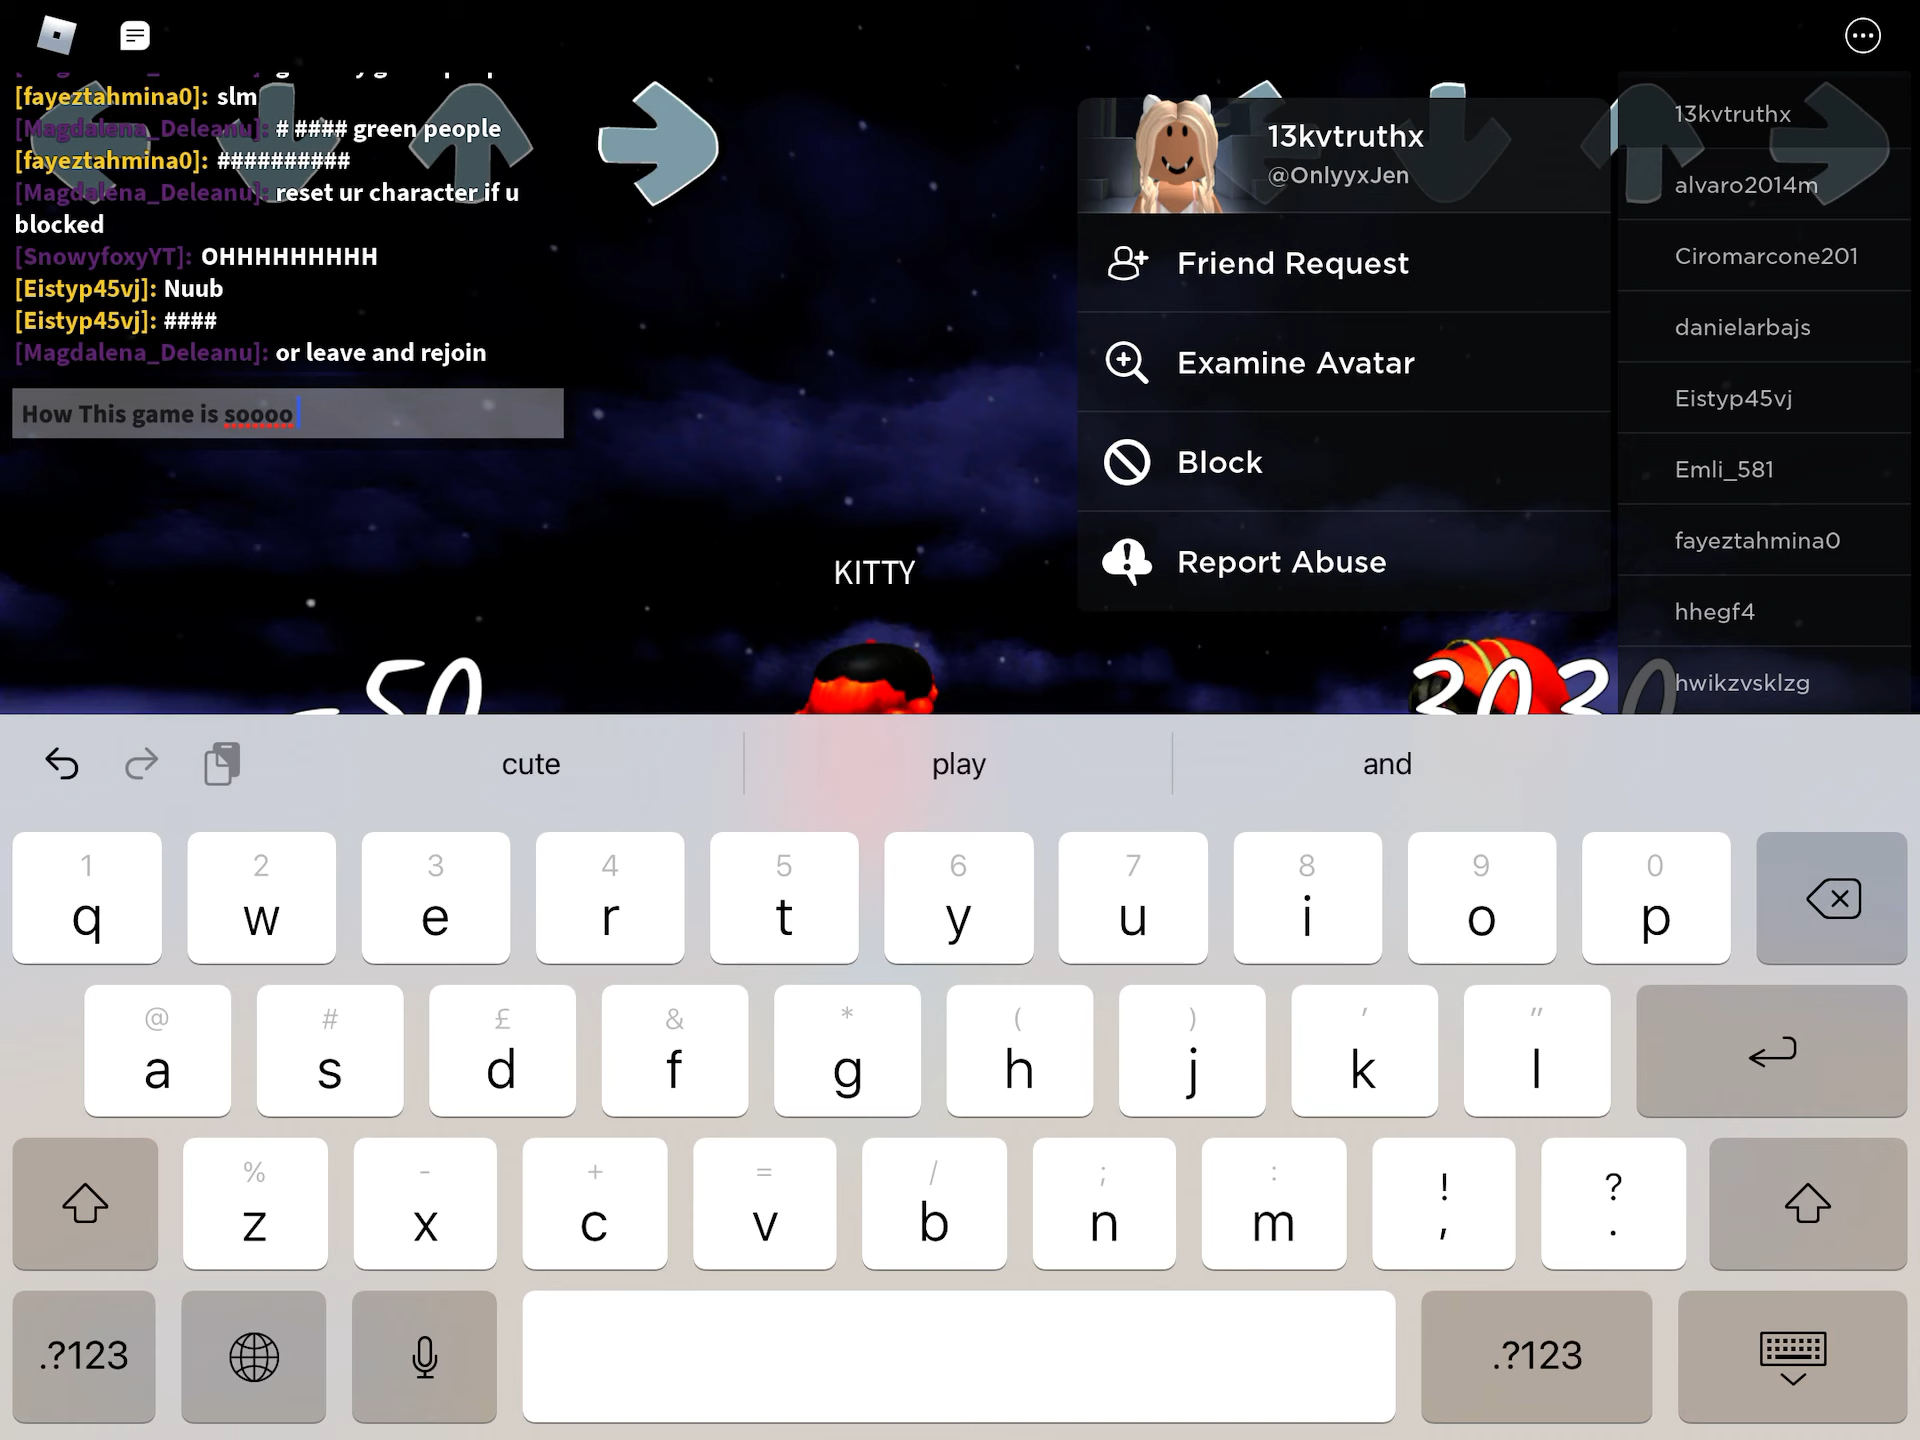 [fayeztahmina0]: slm
[Magdalena_Deleanu]: # #### green people
[fayeztahmina0]: ##########
[Magdalena_Deleanu]: reset ur character if u
blocked
[SnowyfoxyYT]: OHHHHHHHHH
[Eistyp45vj]: Nuub
[Eistyp45vj]: ####
[Magdalena_Deleanu]: or leave and rejoin
How This game is soooo
13kvtruthx
@OnlyyxJen
Friend Request
Examine Avatar
Block
Report Abuse
13kvtruthx
alvaro2014m
Ciromarcone201
danielarbajs
Eistyp45vj
Emli_581
fayeztahmina0
hhegf4
hwikzvsklzg
KITTY
-50
3030
cute play and
1 2 3 4 5 6 7 8 9 0
q w e r t y u i o p
@ # £ & * ( ) ' "
a s d f g h j k l
% - + = / ; : ! ?
z x c v b n m , .
.?123 .?123